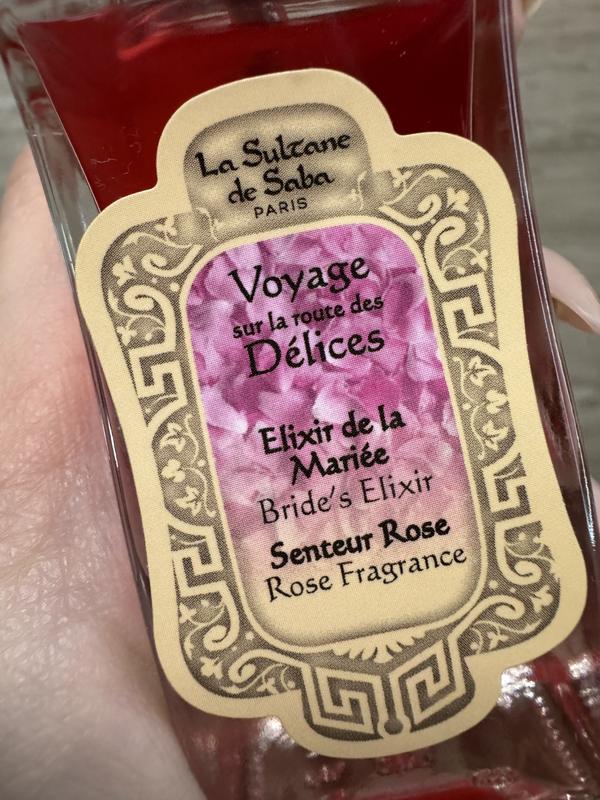 La Sultane
de Saba
PARIS
Voyage
sur la route des
Délices
Elixir de la
Mariée
Bride's Elixir
Senteur Rose
Rose Fragrance